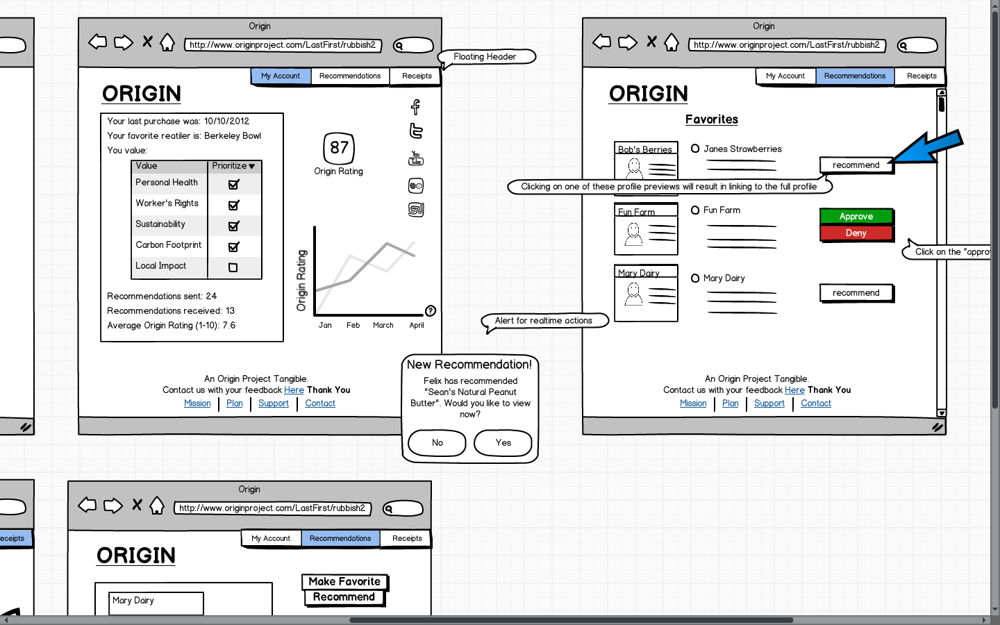 Origin
http://www.originproject.com/LastFirst/rubbish2
Floating Header
My Account
Recommendations
Receipts
ORIGIN
Your last purchase was: 10/10/2012
Your favorite reatiler is: Berkeley Bowl
You value:
Value
Prioritize
Personal Health
Worker's Rights
Sustainability
Carbon Footprint
Local Impact
Recommendations sent: 24
Recommendations received: 13
Average Origin Rating (1-10): 7.6
87
Origin Rating
You
Tube
Origin Rating
Jan
Feb
March
April
?
An Origin Project Tangible.
Contact us with your feedback Here Thank You
Mission
Plan
Support
Contact
Alert for realtime actions
New Recommendation!
Felix has recommended
"Sean's Natural Peanut
Butter". Would you like to view
now?
No
Yes
Origin
http://www.originproject.com/LastFirst/rubbish2
My Account
Recommendations
Receipts
ORIGIN
Favorites
Bob's Berries
Janes Strawberries
recommend
Clicking on one of these profile previews will result in linking to the full profile
Fun Farm
Fun Farm
Approve
Deny
Click on the "approv
Mary Dairy
Mary Dairy
recommend
An Origin Project Tangible.
Contact us with your feedback Here Thank You
Mission
Plan
Support
Contact
eceipts
Origin
http://www.originproject.com/LastFirst/rubbish2
My Account
Recommendations
Receipts
ORIGIN
Make Favorite
Recommend
Mary Dairy